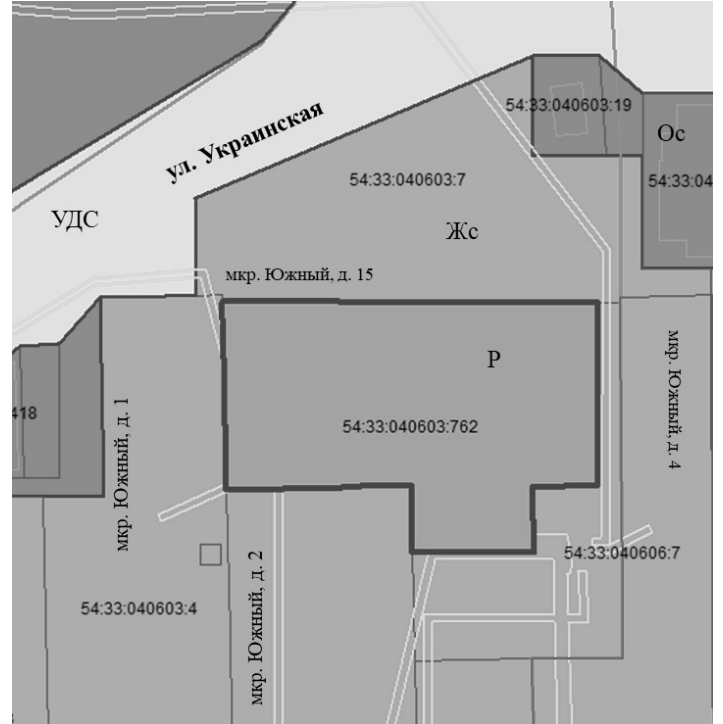 54:33:040603:19
ул. Украинская
Ос
54:33:040603:7
54:33:04
УДС
Жс
мкр. Южный, д. 15
Р
мкр. Южный, д. 4
418
54:33:040603:762
мкр. Южный, д. 1
54:33:040606:7
мкр. Южный, д. 2
54:33:040603:4